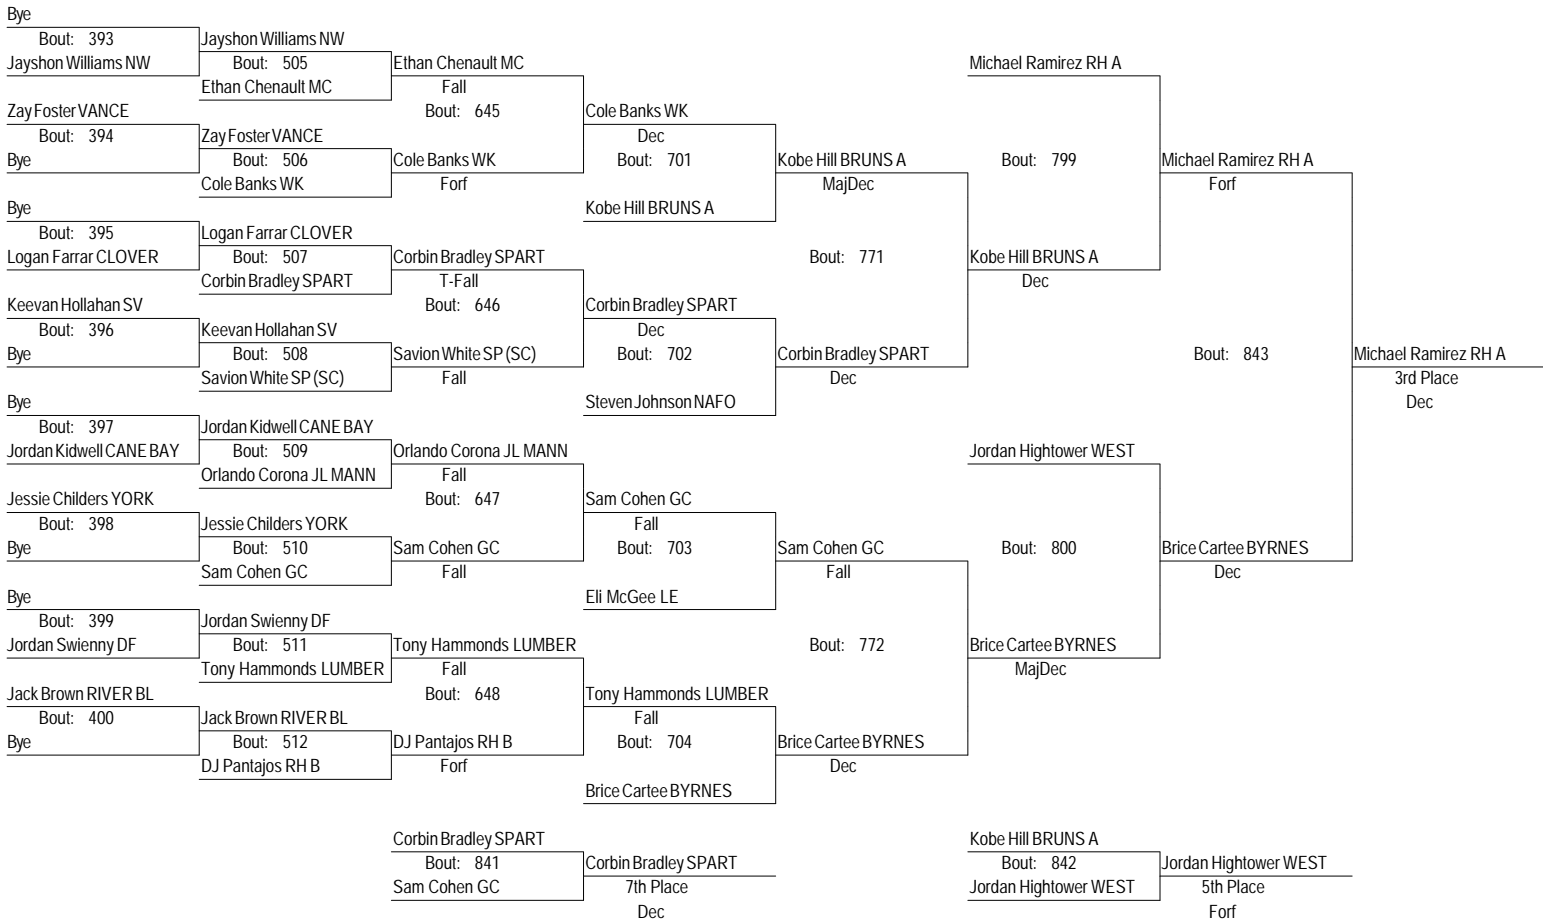 Bye
Bout: 393
Jayshon Williams NW
Jayshon Williams NW
Bout: 505
Ethan Chenault MC
Ethan Chenault MC
Fall
Bout: 645
Zay Foster VANCE
Bout: 394
Bye
Zay Foster VANCE
Bout: 506
Cole Banks WK
Cole Banks WK
Forf
Cole Banks WK
Dec
Bout: 701
Kobe Hill BRUNS A
Kobe Hill BRUNS A
MajDec
Bye
Bout: 395
Logan Farrar CLOVER
Logan Farrar CLOVER
Bout: 507
Corbin Bradley SPART
Corbin Bradley SPART
T-Fall
Bout: 646
Keevan Hollahan SV
Bout: 396
Bye
Keevan Hollahan SV
Bout: 508
Savion White SP (SC)
Savion White SP (SC)
Fall
Corbin Bradley SPART
Dec
Bout: 702
Steven Johnson NAFO
Corbin Bradley SPART
Dec
Bout: 771
Kobe Hill BRUNS A
Dec
Michael Ramirez RH A
Bout: 799
Michael Ramirez RH A
Forf
Bye
Bout: 397
Jordan Kidwell CANE BAY
Jordan Kidwell CANE BAY
Bout: 509
Orlando Corona JL MANN
Orlando Corona JL MANN
Fall
Bout: 647
Jessie Childers YORK
Bout: 398
Bye
Jessie Childers YORK
Bout: 510
Sam Cohen GC
Sam Cohen GC
Fall
Sam Cohen GC
Fall
Bout: 703
Eli McGee LE
Sam Cohen GC
Fall
Bye
Bout: 399
Jordan Swienny DF
Jordan Swienny DF
Bout: 511
Tony Hammonds LUMBER
Tony Hammonds LUMBER
Fall
Bout: 648
Jack Brown RIVER BL
Bout: 400
Bye
Jack Brown RIVER BL
Bout: 512
DJ Pantajos RH B
DJ Pantajos RH B
Forf
Tony Hammonds LUMBER
Fall
Bout: 704
Brice Cartee BYRNES
Brice Cartee BYRNES
Dec
Bout: 772
Brice Cartee BYRNES
MajDec
Jordan Hightower WEST
Bout: 800
Brice Cartee BYRNES
Dec
Bout: 843
Michael Ramirez RH A
3rd Place
Dec
Corbin Bradley SPART
Bout: 841
Sam Cohen GC
Corbin Bradley SPART
7th Place
Dec
Kobe Hill BRUNS A
Bout: 842
Jordan Hightower WEST
Jordan Hightower WEST
5th Place
Forf